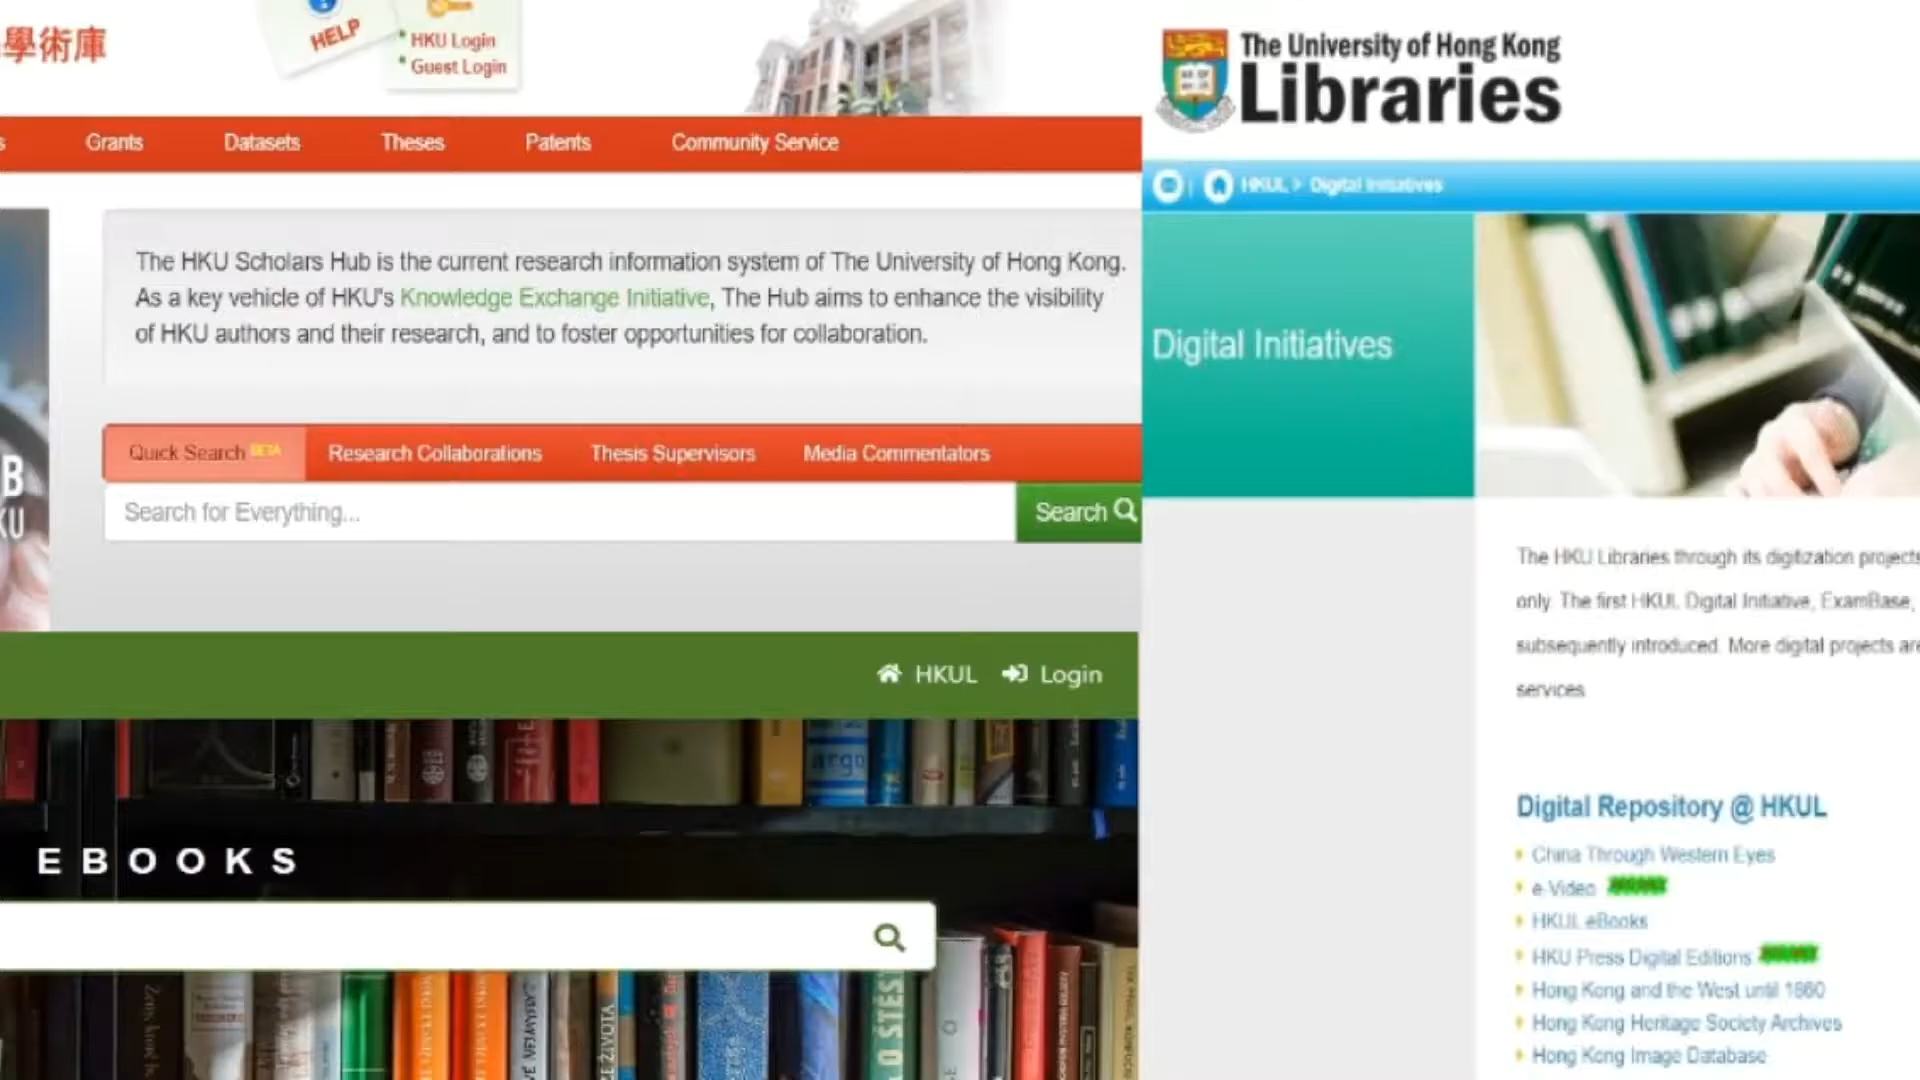 學術庫
HELP
HKU Login
Guest Login
s
Grants
Datasets
Theses
Patents
Community Service
The HKU Scholars Hub is the current research information system of The University of Hong Kong.
As a key vehicle of HKU's Knowledge Exchange Initiative, The Hub aims to enhance the visibility
of HKU authors and their research, and to foster opportunities for collaboration.
B
KU
Quick Search BETA
Research Collaborations
Thesis Supervisors
Media Commentators
Search for Everything...
Search
HKUL
Login
argo
EBOOKS
O ŠTĚS
ZE ŽIVOTA
The University of Hong Kong
Libraries
HKUL > Digital Initiatives
Digital Initiatives
The HKU Libraries through its digitization projects
only. The first HKUL Digital Initiative, ExamBase,
subsequently introduced. More digital projects are
services
Digital Repository @ HKUL
China Through Western Eyes
e-Video
HKUL eBooks
HKU Press Digital Editions
Hong Kong and the West until 1860
Hong Kong Heritage Society Archives
Hong Kong Image Database